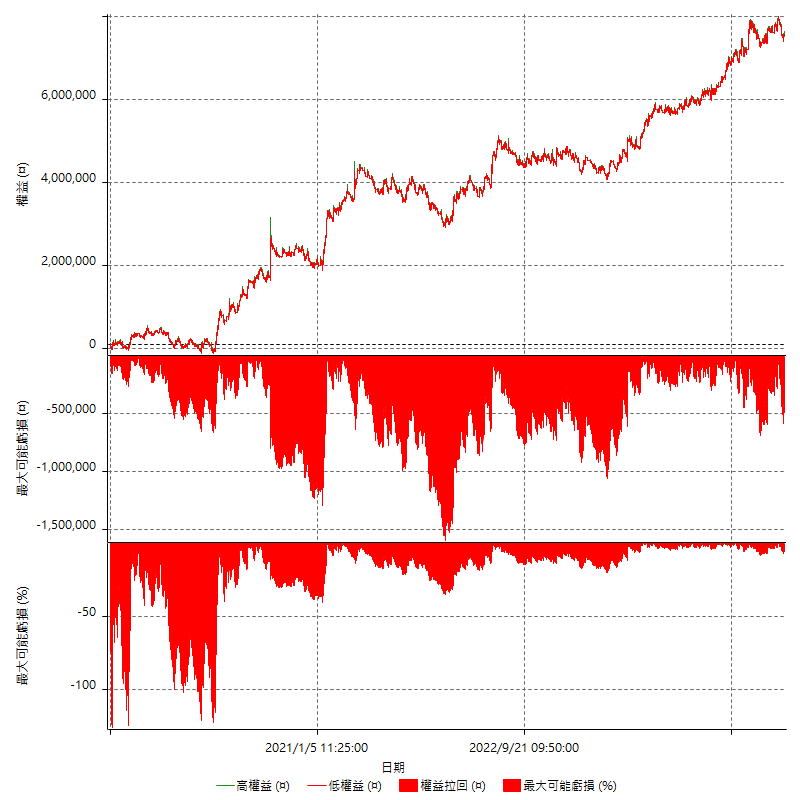 6,000,000
4,000,000
2,000,000
0
權益 (¤)
-500,000
-1,000,000
-1,500,000
最大可能虧損 (¤)
-50
-100
最大可能虧損 (%)
2021/1/5 11:25:00 2022/9/21 09:50:00
日期
高權益 (¤) 低權益 (¤) 權益拉回 (¤) 最大可能虧損 (%)